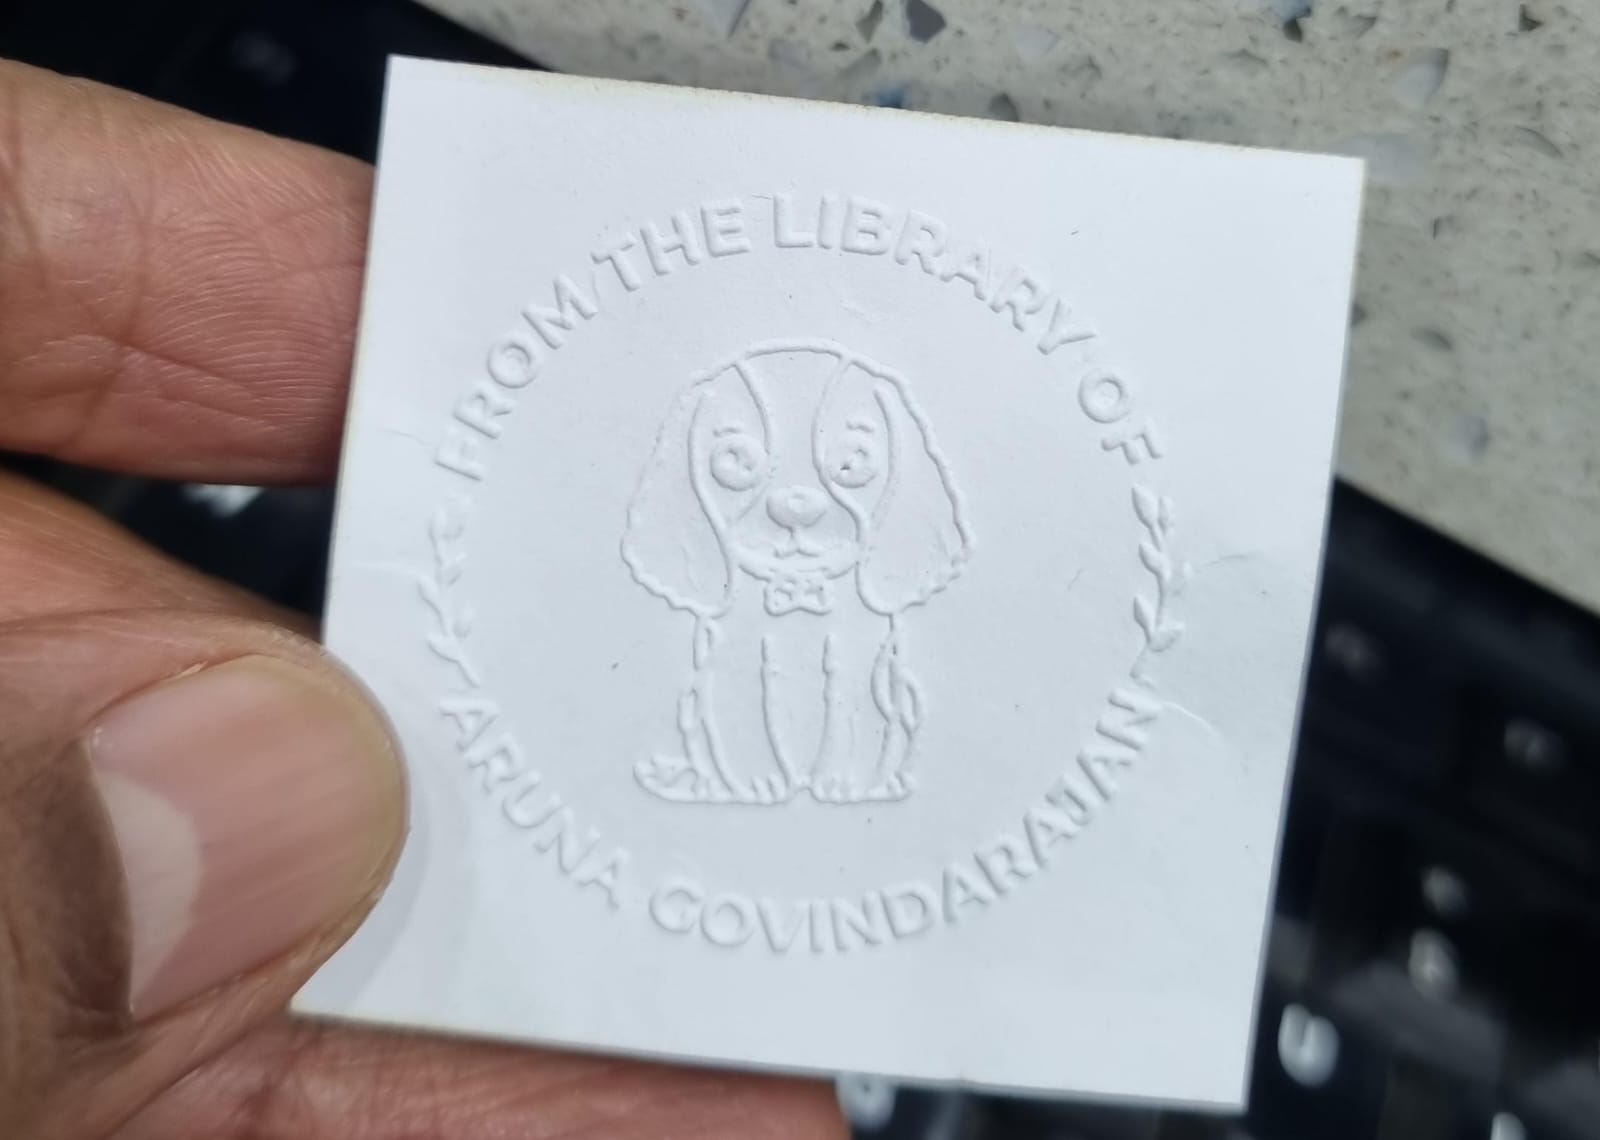 FROM THE LIBRARY OF
ARUNA GOVINDARAJAN